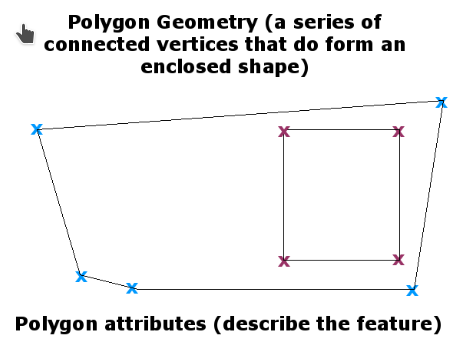 Polygon Geometry (a series of
connected vertices that do form an
enclosed shape)
x x
x x
x x
x x x
Polygon attributes (describe the feature)